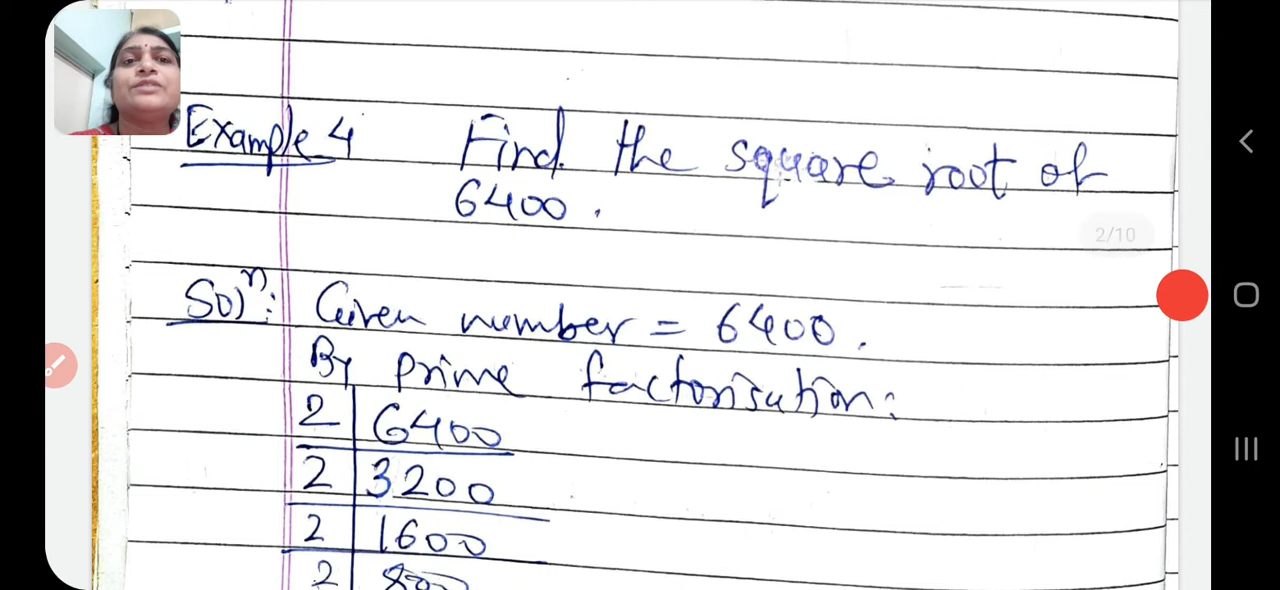 Example 4 Find the square root of
6400.
2/10
Solⁿ: Given number = 6400.
By prime factorisation:
2 6400
2 3200
2 1600
2 800